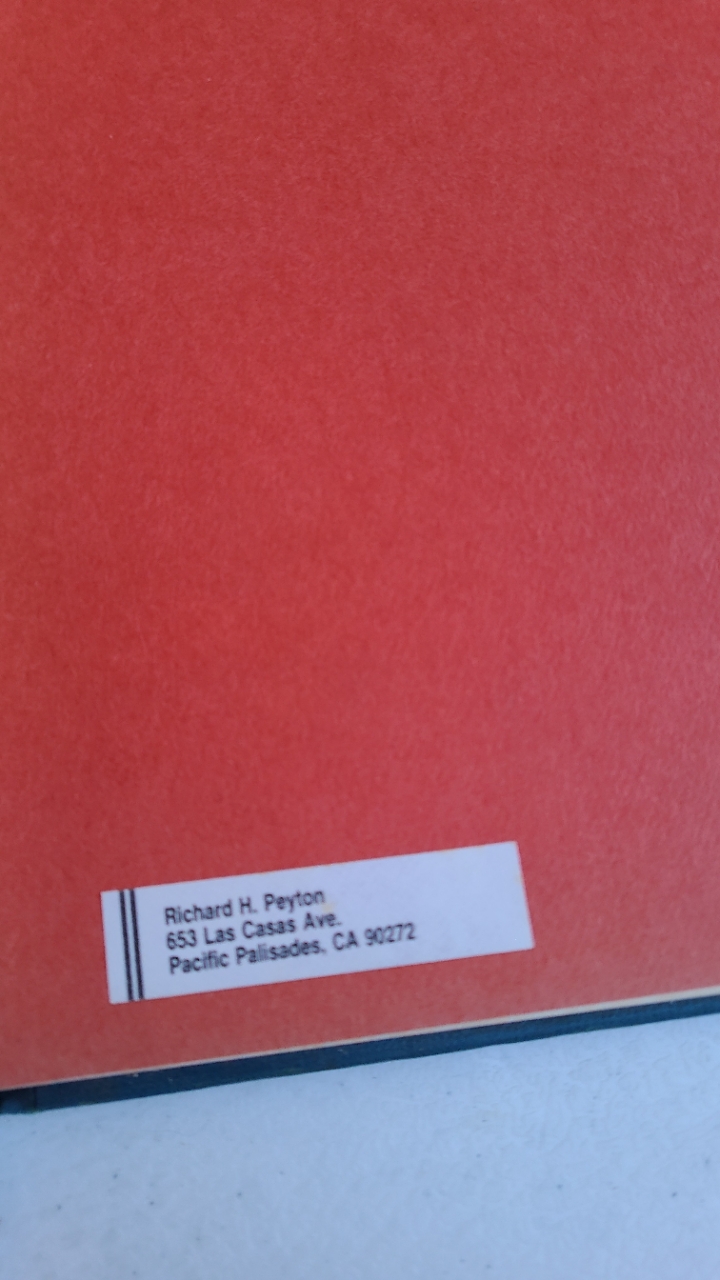 Richard H. Peyton
653 Las Casas Ave.
Pacific Palisades, CA 90272